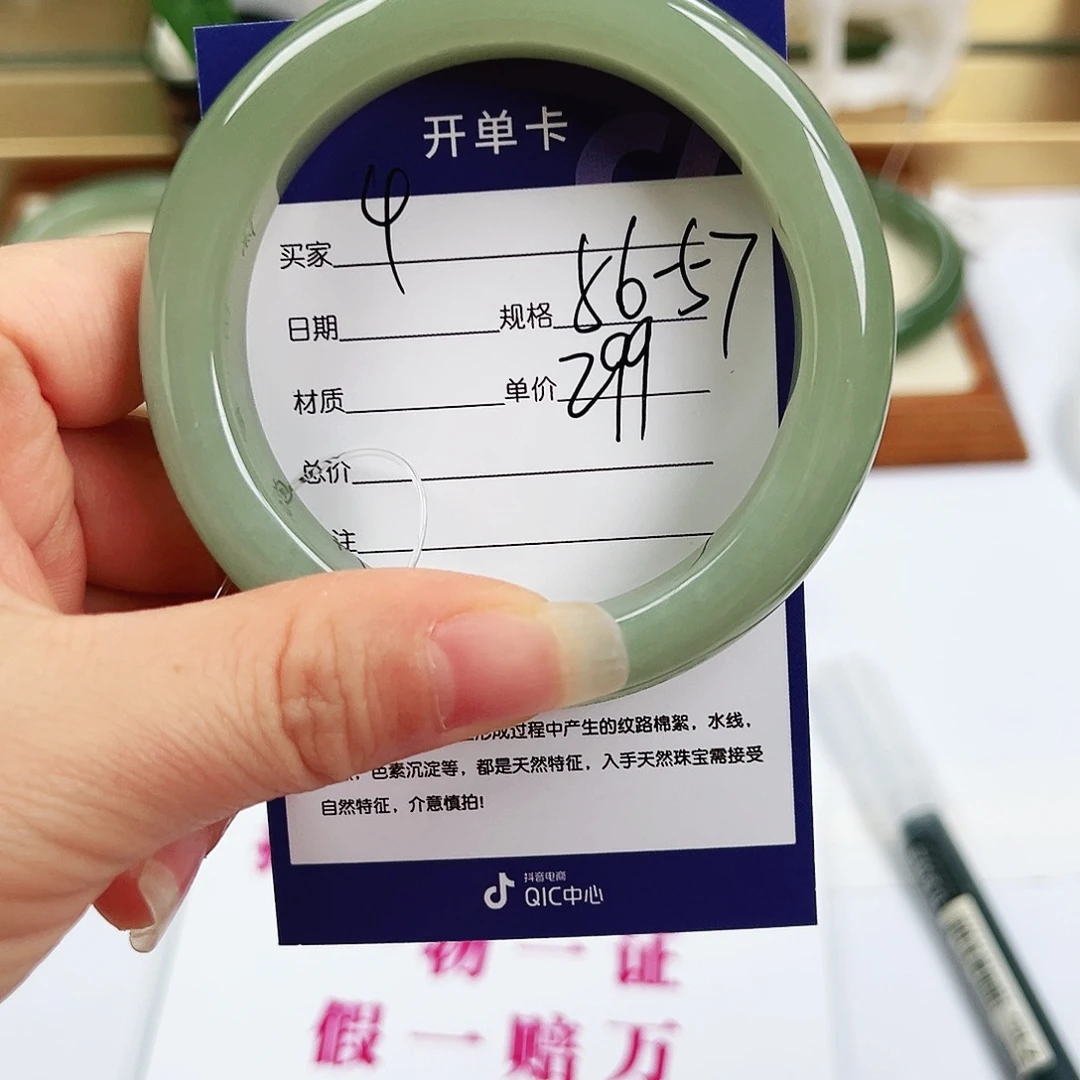 开单卡
买家 4
日期 规格 56-57
材质 单价 299
总价
注
形成过程中产生的纹路棉絮，水线，
色素沉淀等，都是天然特征，入手天然珠宝需接受
自然特征，介意慎拍!
抖音电商
QIC中心
物一证
假一赔万